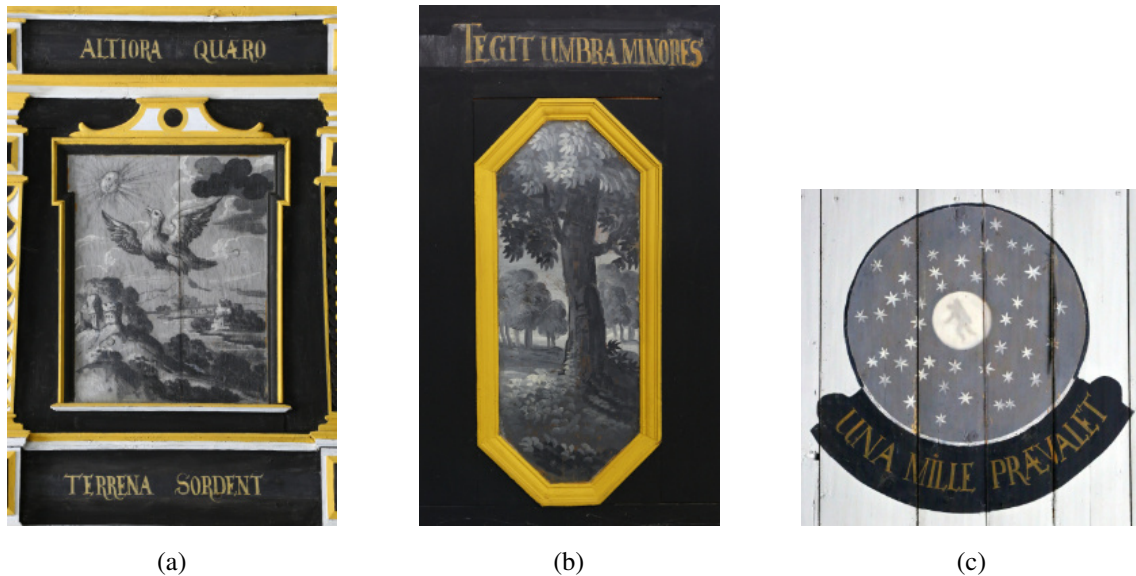 ALTIORA QUÆRO
TERRENA SORDENT
(a)
TEGIT UMBRA MINORES
(b)
UNA MILLE PRÆVALET
(c)